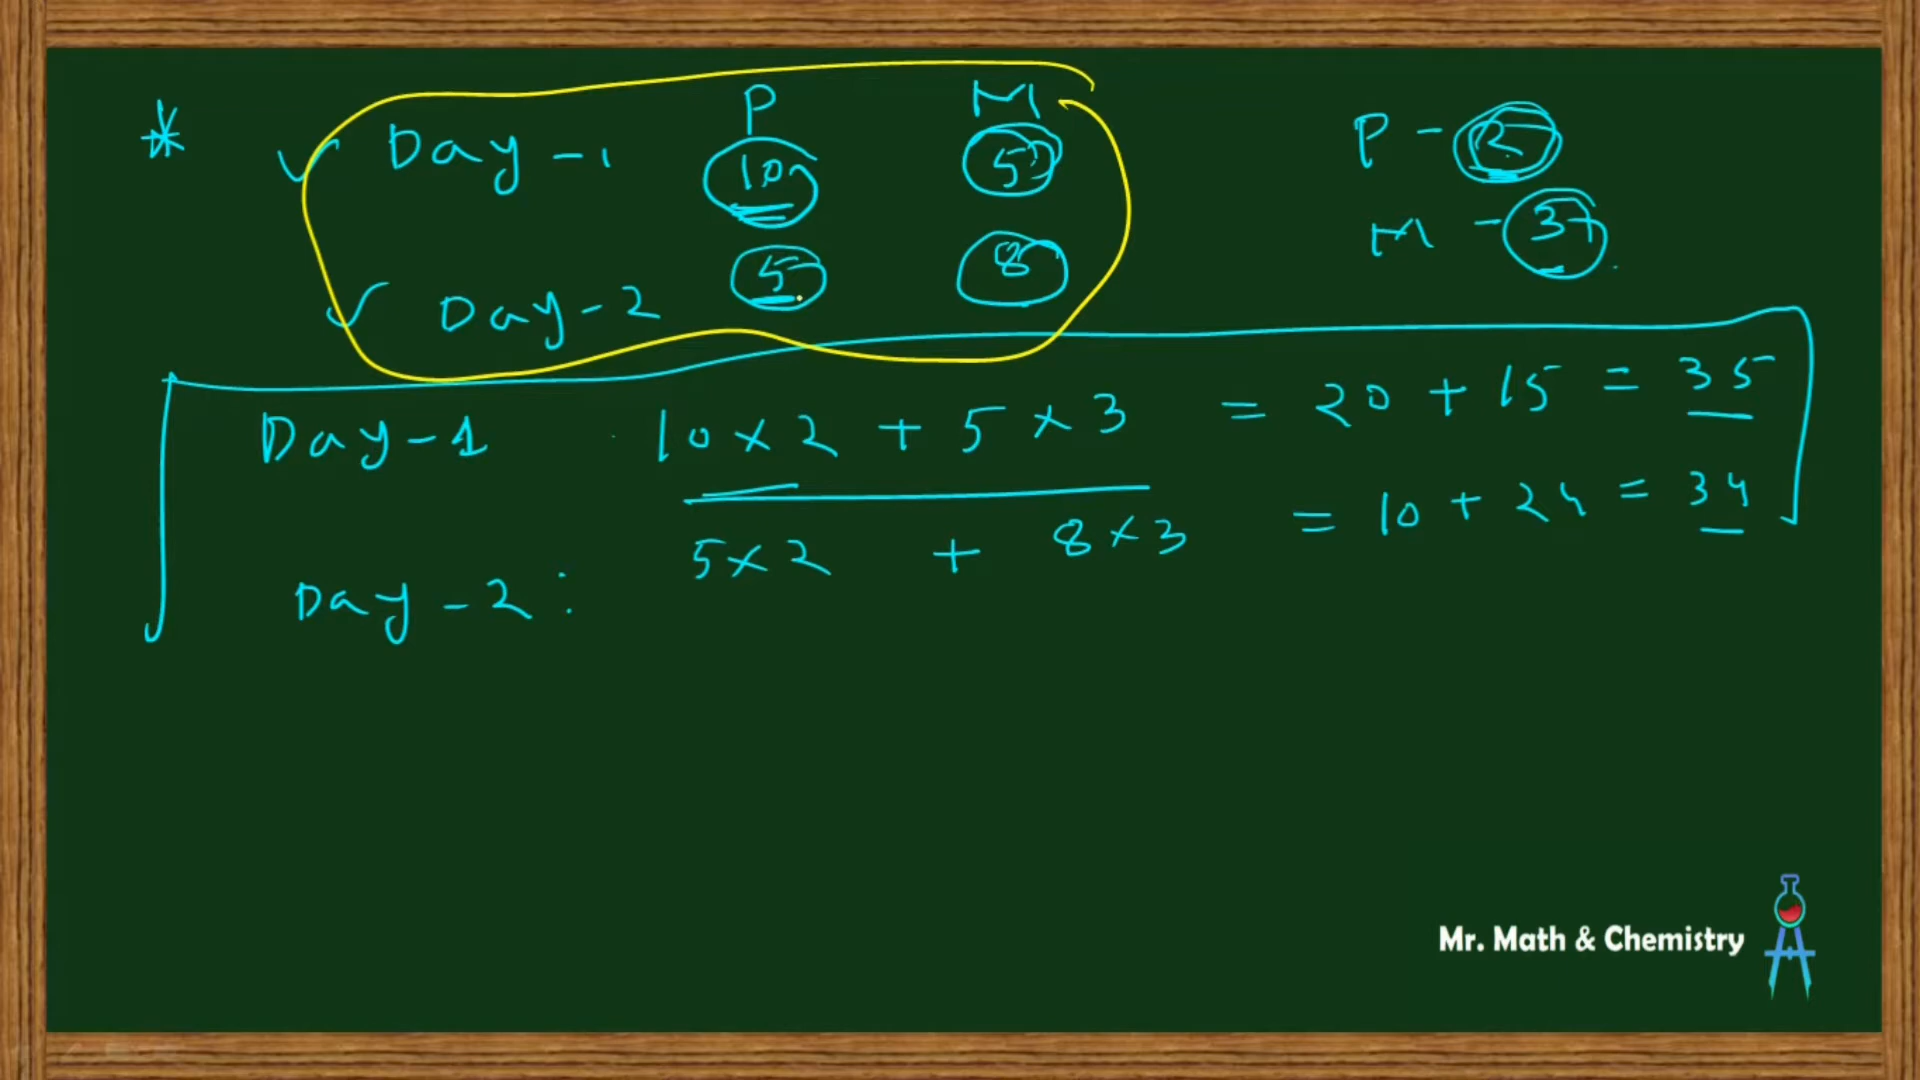 * P M
Day - 1 10 5
Day - 2 5 8
P - 2
M - 3
Day - 1 10 × 2 + 5 × 3 = 20 + 15 = 35
Day - 2 : 5 × 2 + 8 × 3 = 10 + 24 = 34
Mr. Math & Chemistry